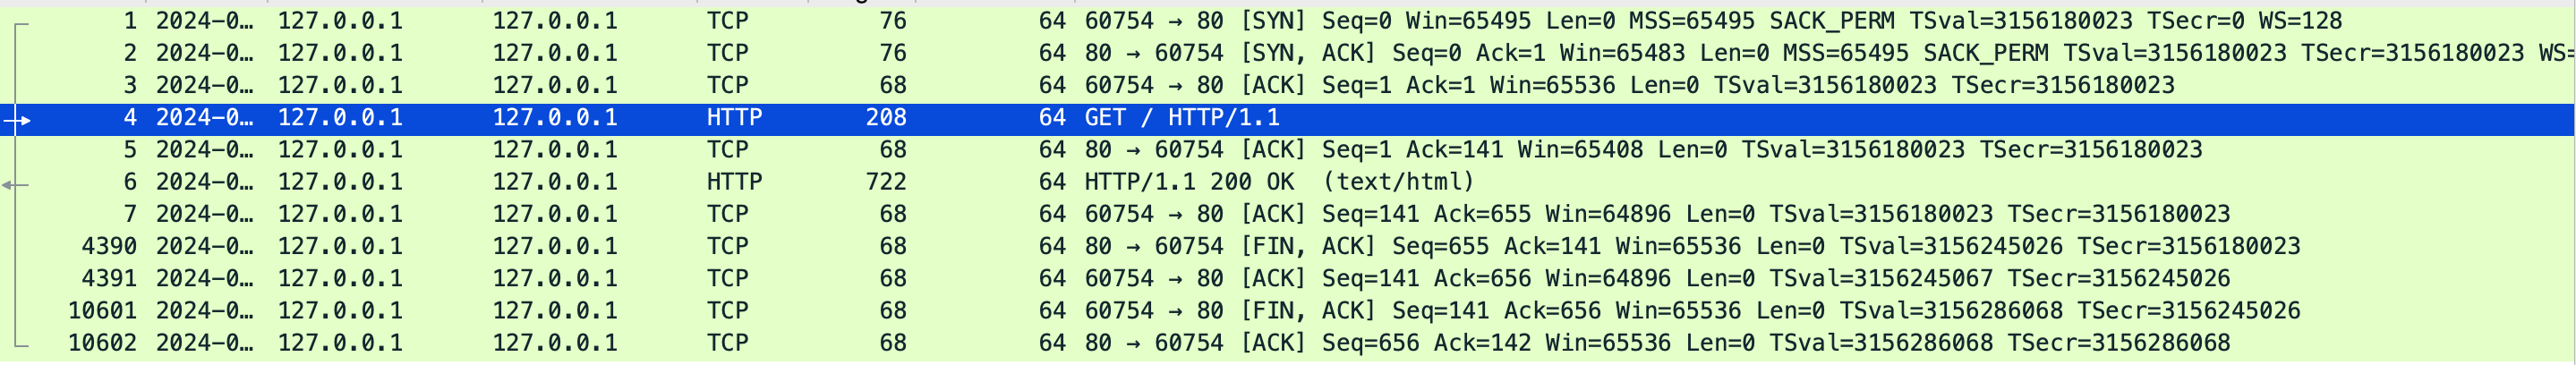 1 2024-0… 127.0.0.1 127.0.0.1 TCP 76 64 60754 → 80 [SYN] Seq=0 Win=65495 Len=0 MSS=65495 SACK_PERM TSval=3156180023 TSecr=0 WS=128
2 2024-0… 127.0.0.1 127.0.0.1 TCP 76 64 80 → 60754 [SYN, ACK] Seq=0 Ack=1 Win=65483 Len=0 MSS=65495 SACK_PERM TSval=3156180023 TSecr=3156180023 WS=
3 2024-0… 127.0.0.1 127.0.0.1 TCP 68 64 60754 → 80 [ACK] Seq=1 Ack=1 Win=65536 Len=0 TSval=3156180023 TSecr=3156180023
4 2024-0… 127.0.0.1 127.0.0.1 HTTP 208 64 GET / HTTP/1.1
5 2024-0… 127.0.0.1 127.0.0.1 TCP 68 64 80 → 60754 [ACK] Seq=1 Ack=141 Win=65408 Len=0 TSval=3156180023 TSecr=3156180023
6 2024-0… 127.0.0.1 127.0.0.1 HTTP 722 64 HTTP/1.1 200 OK (text/html)
7 2024-0… 127.0.0.1 127.0.0.1 TCP 68 64 60754 → 80 [ACK] Seq=141 Ack=655 Win=64896 Len=0 TSval=3156180023 TSecr=3156180023
4390 2024-0… 127.0.0.1 127.0.0.1 TCP 68 64 80 → 60754 [FIN, ACK] Seq=655 Ack=141 Win=65536 Len=0 TSval=3156245026 TSecr=3156180023
4391 2024-0… 127.0.0.1 127.0.0.1 TCP 68 64 60754 → 80 [ACK] Seq=141 Ack=656 Win=64896 Len=0 TSval=3156245067 TSecr=3156245026
10601 2024-0… 127.0.0.1 127.0.0.1 TCP 68 64 60754 → 80 [FIN, ACK] Seq=141 Ack=656 Win=65536 Len=0 TSval=3156286068 TSecr=3156245026
10602 2024-0… 127.0.0.1 127.0.0.1 TCP 68 64 80 → 60754 [ACK] Seq=656 Ack=142 Win=65536 Len=0 TSval=3156286068 TSecr=3156286068